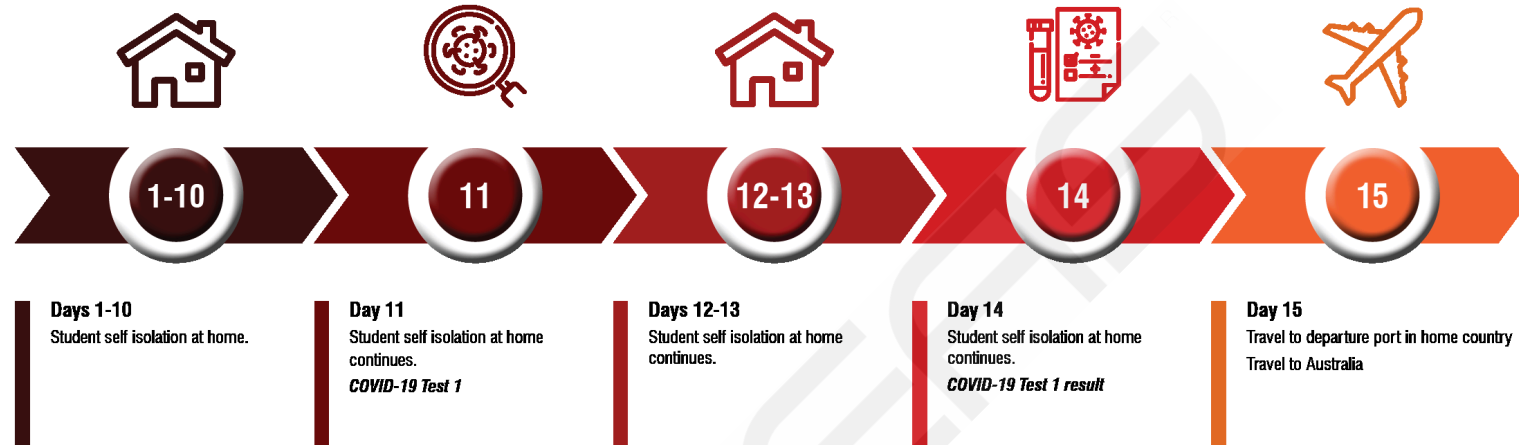 1-10
11
12-13
14
15
Days 1-10
Student self isolation at home.
Day 11
Student self isolation at home
continues.
COVID-19 Test 1
Days 12-13
Student self isolation at home
continues.
Day 14
Student self isolation at home
continues.
COVID-19 Test 1 result
Day 15
Travel to departure port in home country
Travel to Australia